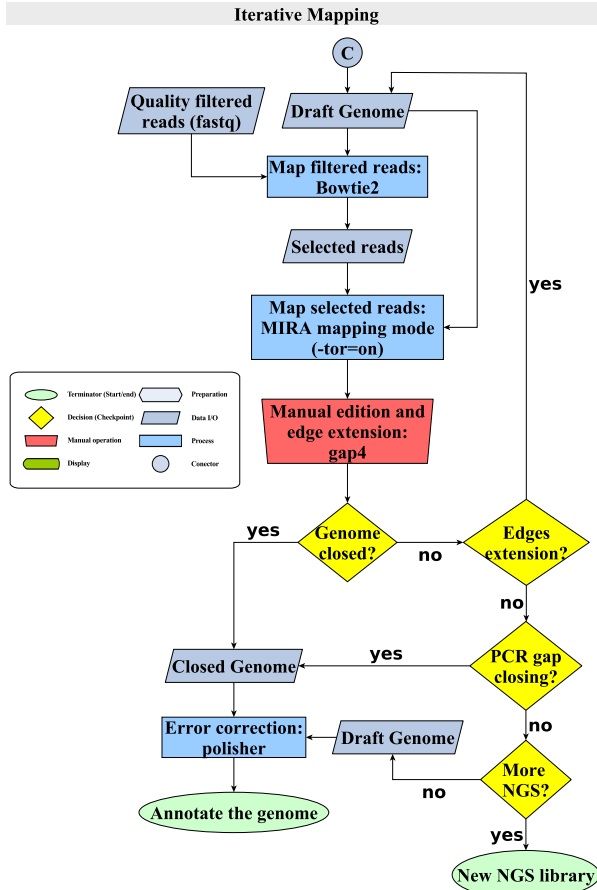 Iterative Mapping
C
Quality filtered
reads (fastq)
Draft Genome
Map filtered reads:
Bowtie2
Selected reads
yes
Map selected reads:
MIRA mapping mode
(-tor=on)
Terminator (Start/end)
Preparation
Decision (Checkpoint)
Data I/O
Manual operation
Process
Display
Conector
Manual edition and
edge extension:
gap4
yes
Genome
closed?
no
Edges
extension?
no
Closed Genome
yes
PCR gap
closing?
no
Error correction:
polisher
Draft Genome
More
NGS?
no
Annotate the genome
yes
New NGS library